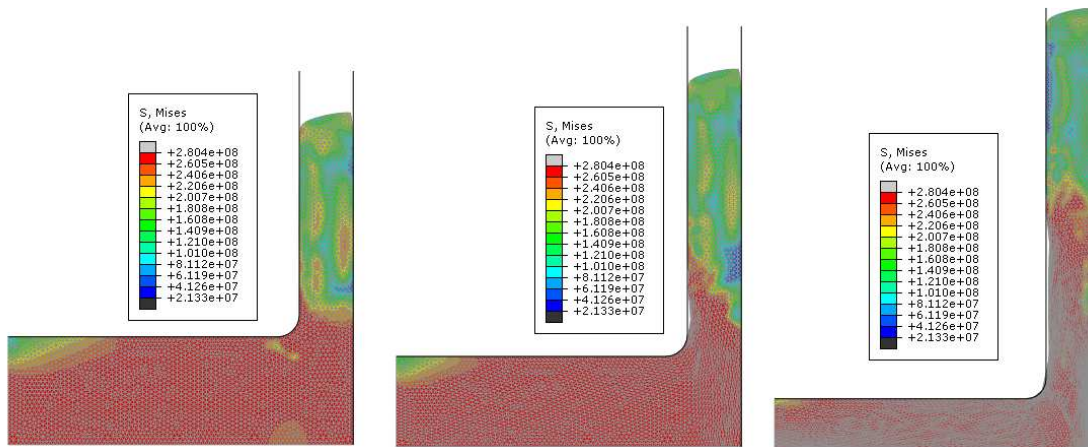 S, Mises
(Avg: 100%)
+2.804e+08
+2.605e+08
+2.406e+08
+2.206e+08
+2.007e+08
+1.808e+08
+1.608e+08
+1.409e+08
+1.210e+08
+1.010e+08
+8.112e+07
+6.119e+07
+4.126e+07
+2.133e+07
S, Mises
(Avg: 100%)
+2.804e+08
+2.605e+08
+2.406e+08
+2.206e+08
+2.007e+08
+1.808e+08
+1.608e+08
+1.409e+08
+1.210e+08
+1.010e+08
+8.112e+07
+6.119e+07
+4.126e+07
+2.133e+07
S, Mises
(Avg: 100%)
+2.804e+08
+2.605e+08
+2.406e+08
+2.206e+08
+2.007e+08
+1.808e+08
+1.608e+08
+1.409e+08
+1.210e+08
+1.010e+08
+8.112e+07
+6.119e+07
+4.126e+07
+2.133e+07